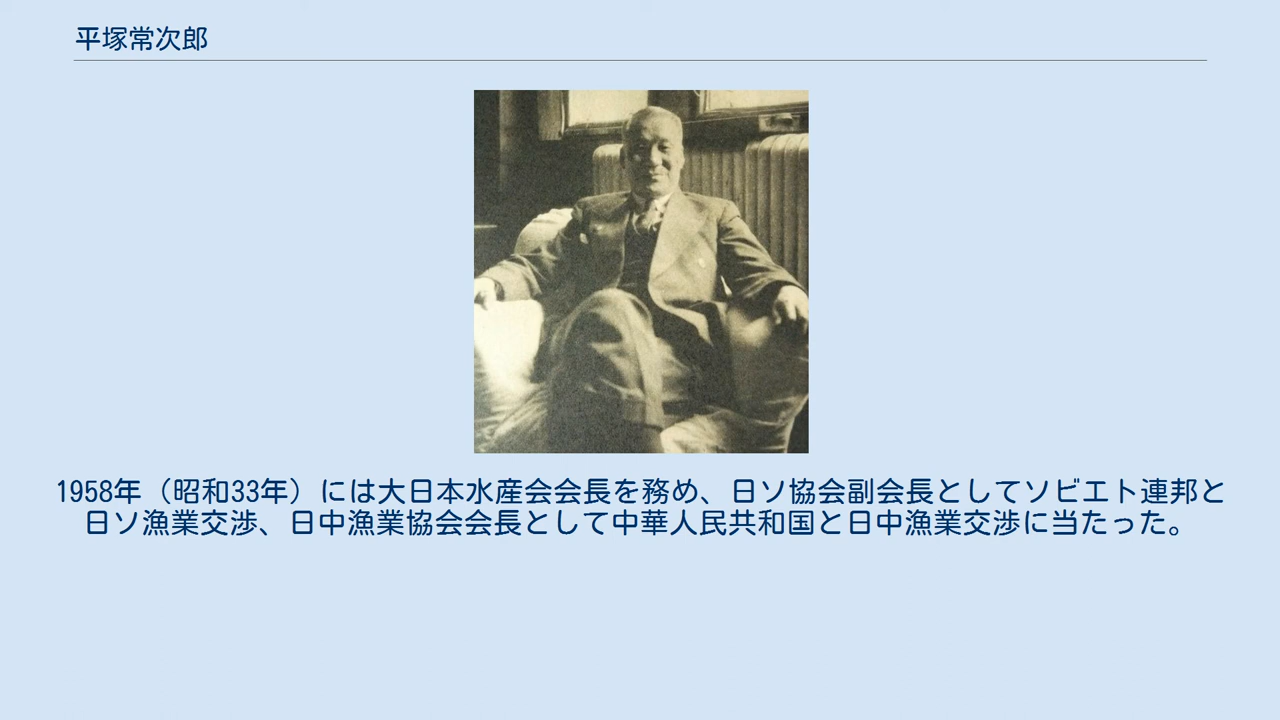 平塚常次郎
1958年（昭和33年）には大日本水産会会長を務め、日ソ協会副会長としてソビエト連邦と
日ソ漁業交渉、日中漁業協会会長として中華人民共和国と日中漁業交渉に当たった。